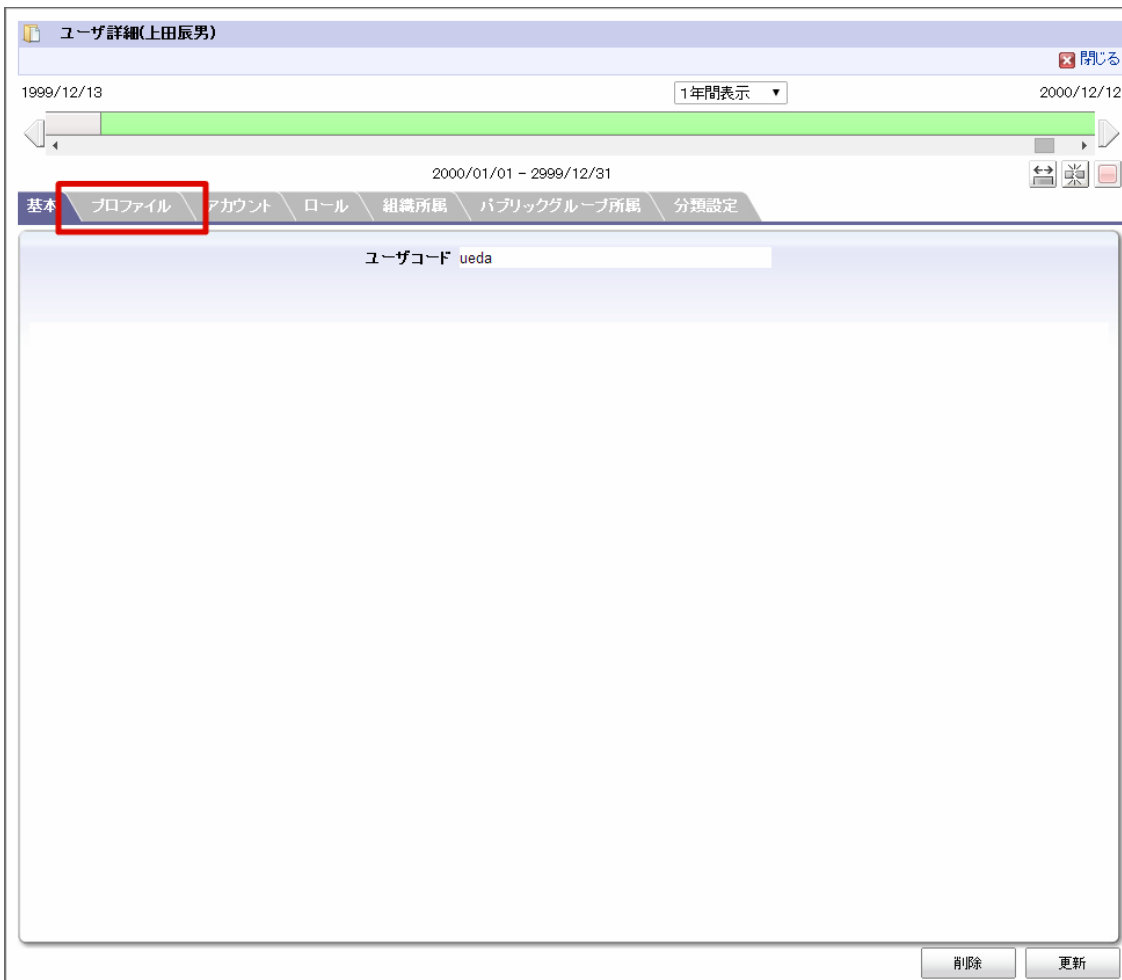 ユーザ詳細(上田辰男)
閉じる
1999/12/13 1年間表示 2000/12/12
2000/01/01 - 2999/12/31
基本 プロファイル アカウント ロール 組織所属 パブリックグループ所属 分類設定
ユーザコード ueda
削除 更新